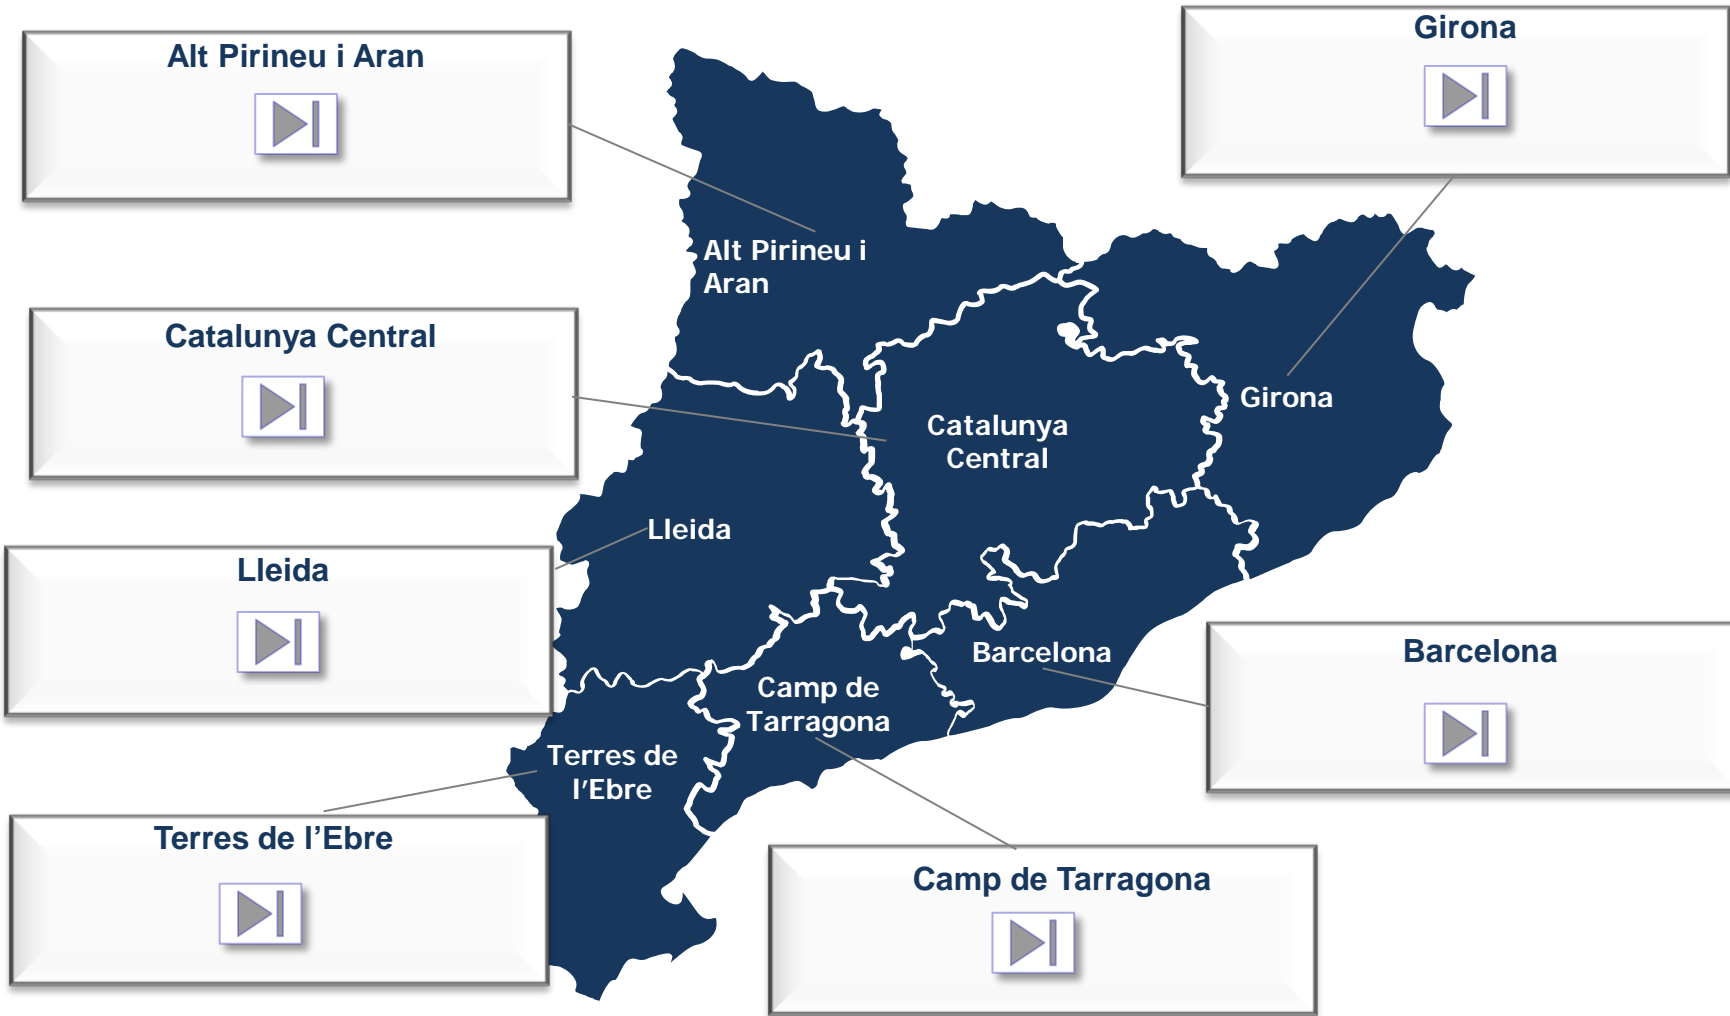 Girona
Alt Pirineu i Aran
Alt Pirineu i
Aran
Catalunya Central
Girona
Catalunya
Central
Lleida
Lleida
Barcelona
Barcelona
Camp de
Tarragona
Terres de
l'Ebre
Terres de l’Ebre
Camp de Tarragona